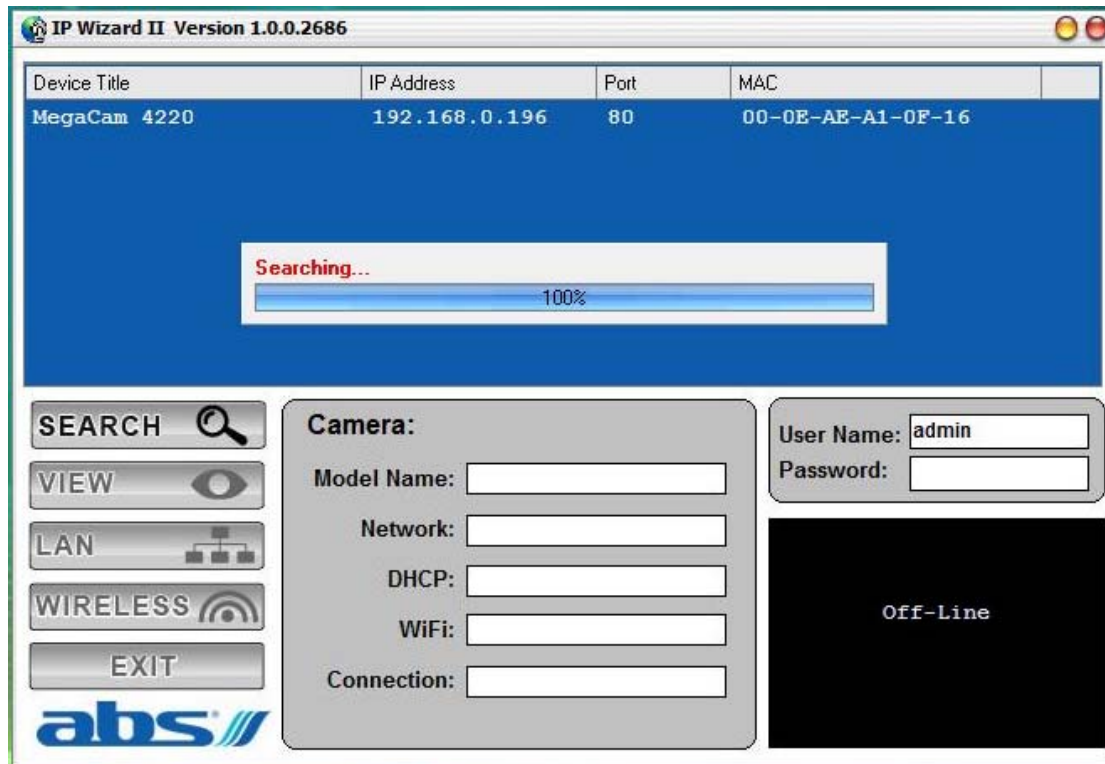 IP Wizard II Version 1.0.0.2686
Device Title IP Address Port MAC
MegaCam 4220 192.168.0.196 80 00-0E-AE-A1-0F-16
Searching...
100%
SEARCH
VIEW
LAN
WIRELESS
EXIT
abs
Camera:
Model Name:
Network:
DHCP:
WiFi:
Connection:
User Name: admin
Password:
Off-Line